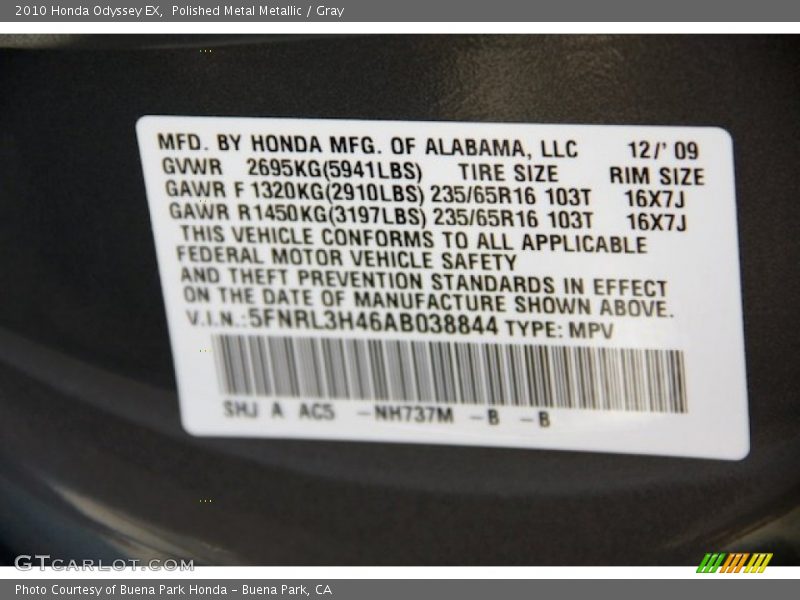 2010 Honda Odyssey EX, Polished Metal Metallic / Gray
MFD. BY HONDA MFG. OF ALABAMA, LLC 12/' 09
GVWR 2695KG(5941LBS) TIRE SIZE RIM SIZE
GAWR F 1320KG(2910LBS) 235/65R16 103T 16X7J
GAWR R1450KG(3197LBS) 235/65R16 103T 16X7J
THIS VEHICLE CONFORMS TO ALL APPLICABLE
FEDERAL MOTOR VEHICLE SAFETY
AND THEFT PREVENTION STANDARDS IN EFFECT
ON THE DATE OF MANUFACTURE SHOWN ABOVE.
V.I.N.:5FNRL3H46AB038844 TYPE: MPV
SHJ A AC5 -NH737M -B -B
GTCARLOT.COM
Photo Courtesy of Buena Park Honda - Buena Park, CA